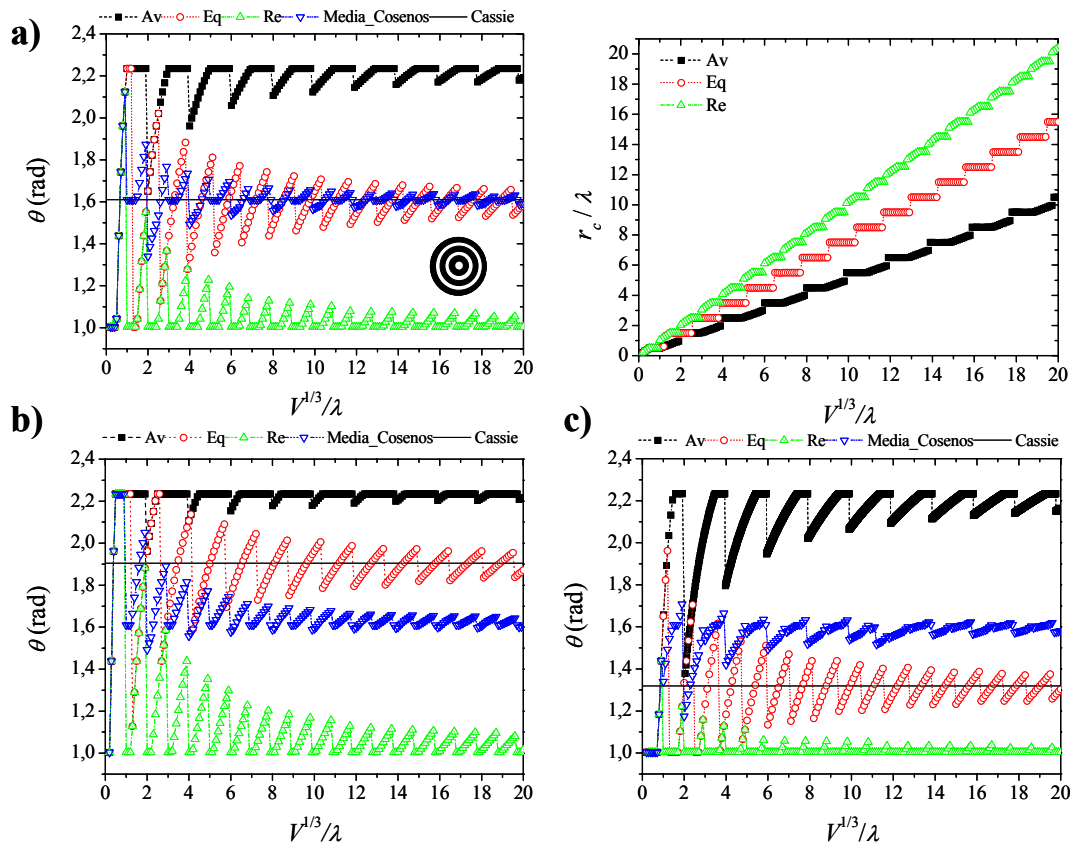 a)
Av Eq Re Media_Cosenos Cassie
θ (rad)
2,4
2,2
2,0
1,8
1,6
1,4
1,2
1,0
0 2 4 6 8 10 12 14 16 18 20
V^1/3/λ
Av
Eq
Re
r_c / λ
20
18
16
14
12
10
8
6
4
2
0
0 2 4 6 8 10 12 14 16 18 20
V^1/3/λ
b)
Av Eq Re Media_Cosenos Cassie
θ (rad)
2,4
2,2
2,0
1,8
1,6
1,4
1,2
1,0
0 2 4 6 8 10 12 14 16 18 20
V^1/3/λ
c)
Av Eq Re Media_Cosenos Cassie
θ (rad)
2,4
2,2
2,0
1,8
1,6
1,4
1,2
1,0
0 2 4 6 8 10 12 14 16 18 20
V^1/3/λ